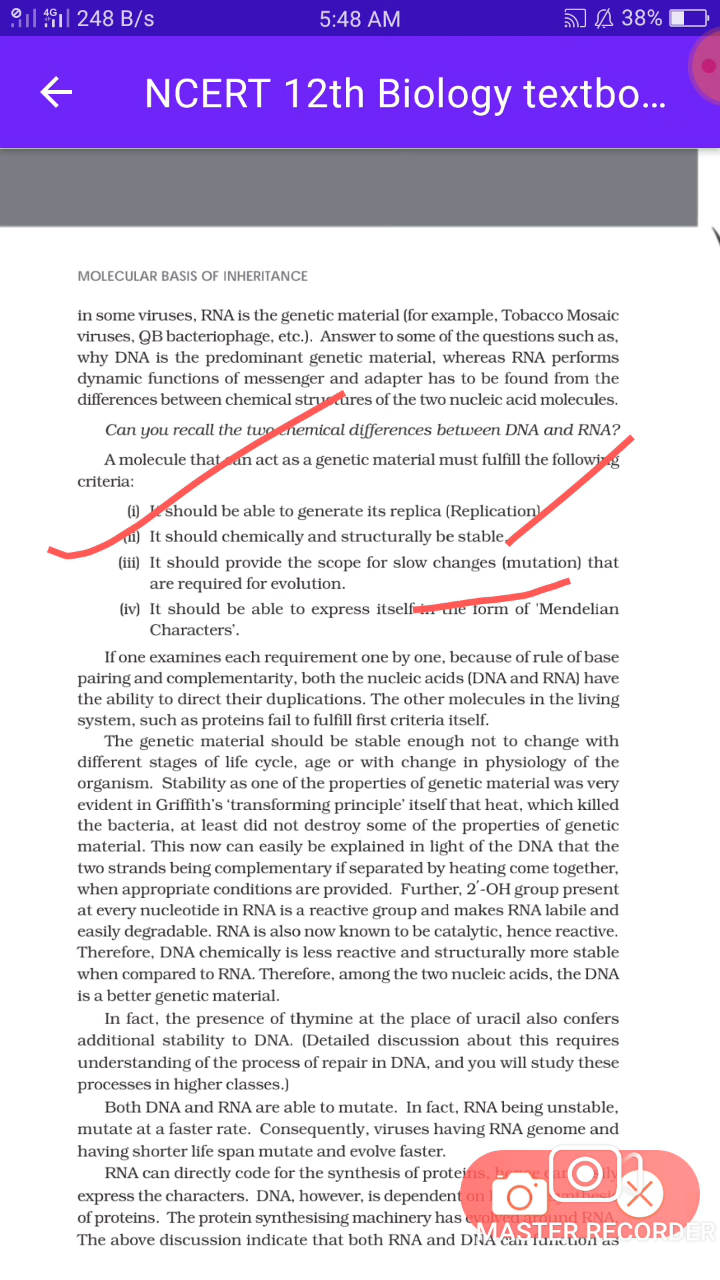 4G 248 B/s 5:48 AM 38%
NCERT 12th Biology textbo...
MOLECULAR BASIS OF INHERITANCE
in some viruses, RNA is the genetic material (for example, Tobacco Mosaic
viruses, QB bacteriophage, etc.). Answer to some of the questions such as,
why DNA is the predominant genetic material, whereas RNA performs
dynamic functions of messenger and adapter has to be found from the
differences between chemical structures of the two nucleic acid molecules.
Can you recall the two chemical differences between DNA and RNA?
A molecule that can act as a genetic material must fulfill the following
criteria:
(i) It should be able to generate its replica (Replication).
(ii) It should chemically and structurally be stable.
(iii) It should provide the scope for slow changes (mutation) that
are required for evolution.
(iv) It should be able to express itself in the form of 'Mendelian
Characters'.
If one examines each requirement one by one, because of rule of base
pairing and complementarity, both the nucleic acids (DNA and RNA) have
the ability to direct their duplications. The other molecules in the living
system, such as proteins fail to fulfill first criteria itself.
The genetic material should be stable enough not to change with
different stages of life cycle, age or with change in physiology of the
organism. Stability as one of the properties of genetic material was very
evident in Griffith's 'transforming principle' itself that heat, which killed
the bacteria, at least did not destroy some of the properties of genetic
material. This now can easily be explained in light of the DNA that the
two strands being complementary if separated by heating come together,
when appropriate conditions are provided. Further, 2'-OH group present
at every nucleotide in RNA is a reactive group and makes RNA labile and
easily degradable. RNA is also now known to be catalytic, hence reactive.
Therefore, DNA chemically is less reactive and structurally more stable
when compared to RNA. Therefore, among the two nucleic acids, the DNA
is a better genetic material.
In fact, the presence of thymine at the place of uracil also confers
additional stability to DNA. (Detailed discussion about this requires
understanding of the process of repair in DNA, and you will study these
processes in higher classes.)
Both DNA and RNA are able to mutate. In fact, RNA being unstable,
mutate at a faster rate. Consequently, viruses having RNA genome and
having shorter life span mutate and evolve faster.
RNA can directly code for the synthesis of proteins, hence can
express the characters. DNA, however, is dependent on
of proteins. The protein synthesising machinery has evolved around RNA.
The above discussion indicate that both RNA and DNA can function as
MASTER RECORDER